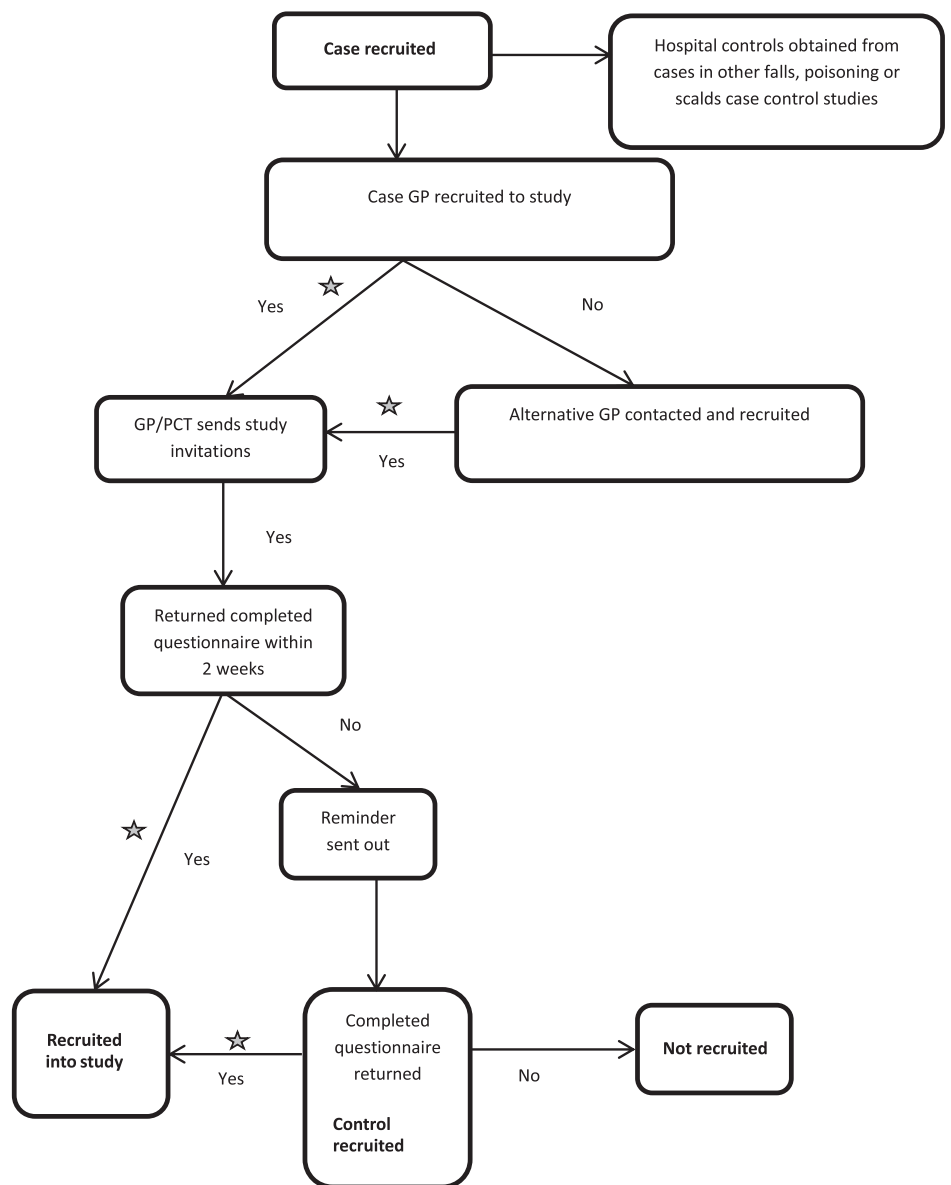 Case recruited
Hospital controls obtained from
cases in other falls, poisoning or
scalds case control studies
Case GP recruited to study
Yes
No
GP/PCT sends study
invitations
Alternative GP contacted and recruited
Yes
Yes
Returned completed
questionnaire within
2 weeks
No
Reminder
sent out
Yes
Recruited
into study
Completed
questionnaire
returned
Control
recruited
Not recruited
Yes
No